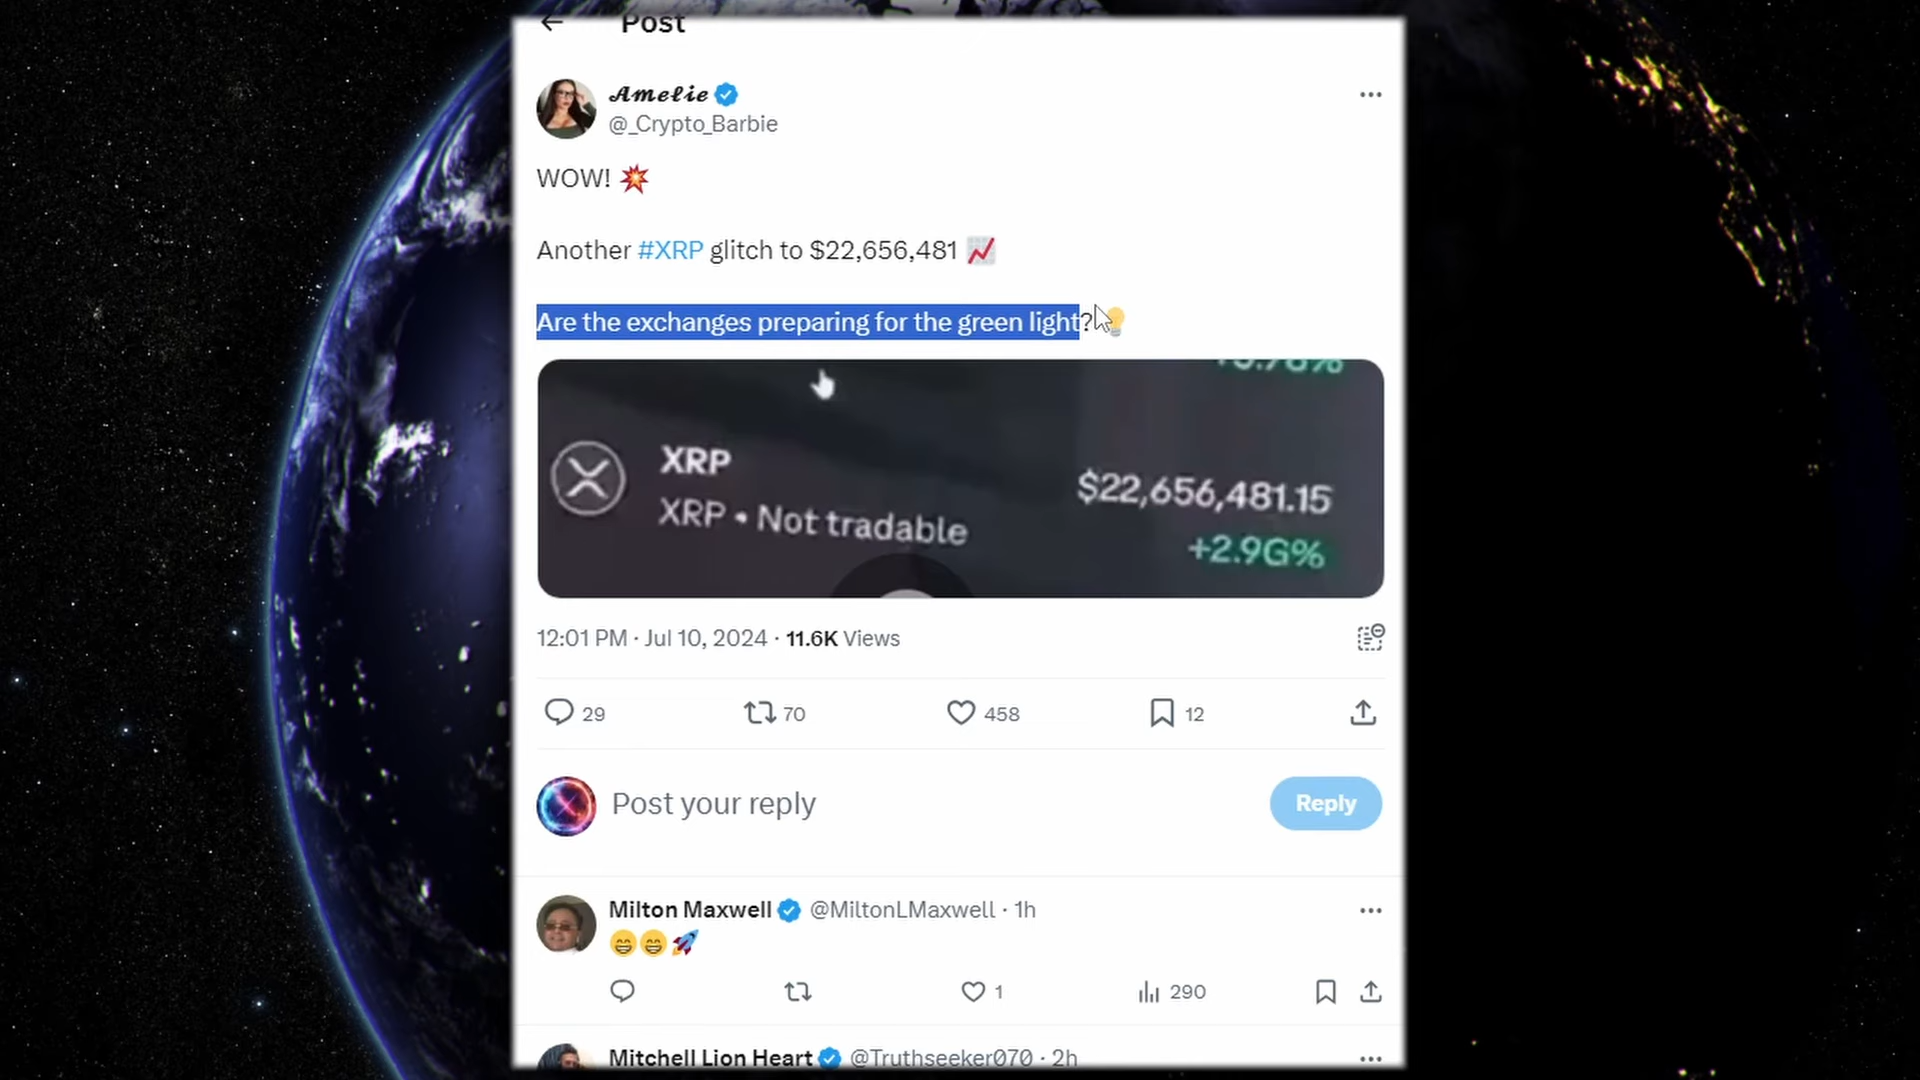 Post
𝓐𝓶𝓮𝓵𝓲𝓮
@_Crypto_Barbie
WOW! 💥
Another #XRP glitch to $22,656,481 📈
Are the exchanges preparing for the green light?💡
+3.78%
XRP
$22,656,481.15
XRP • Not tradable
+2.9G%
12:01 PM · Jul 10, 2024 · 11.6K Views
29 70 458 12
Post your reply
Reply
Milton Maxwell @MiltonLMaxwell · 1h
😁😁🚀
1 290
Mitchell Lion Heart @Truthseeker070 · 2h